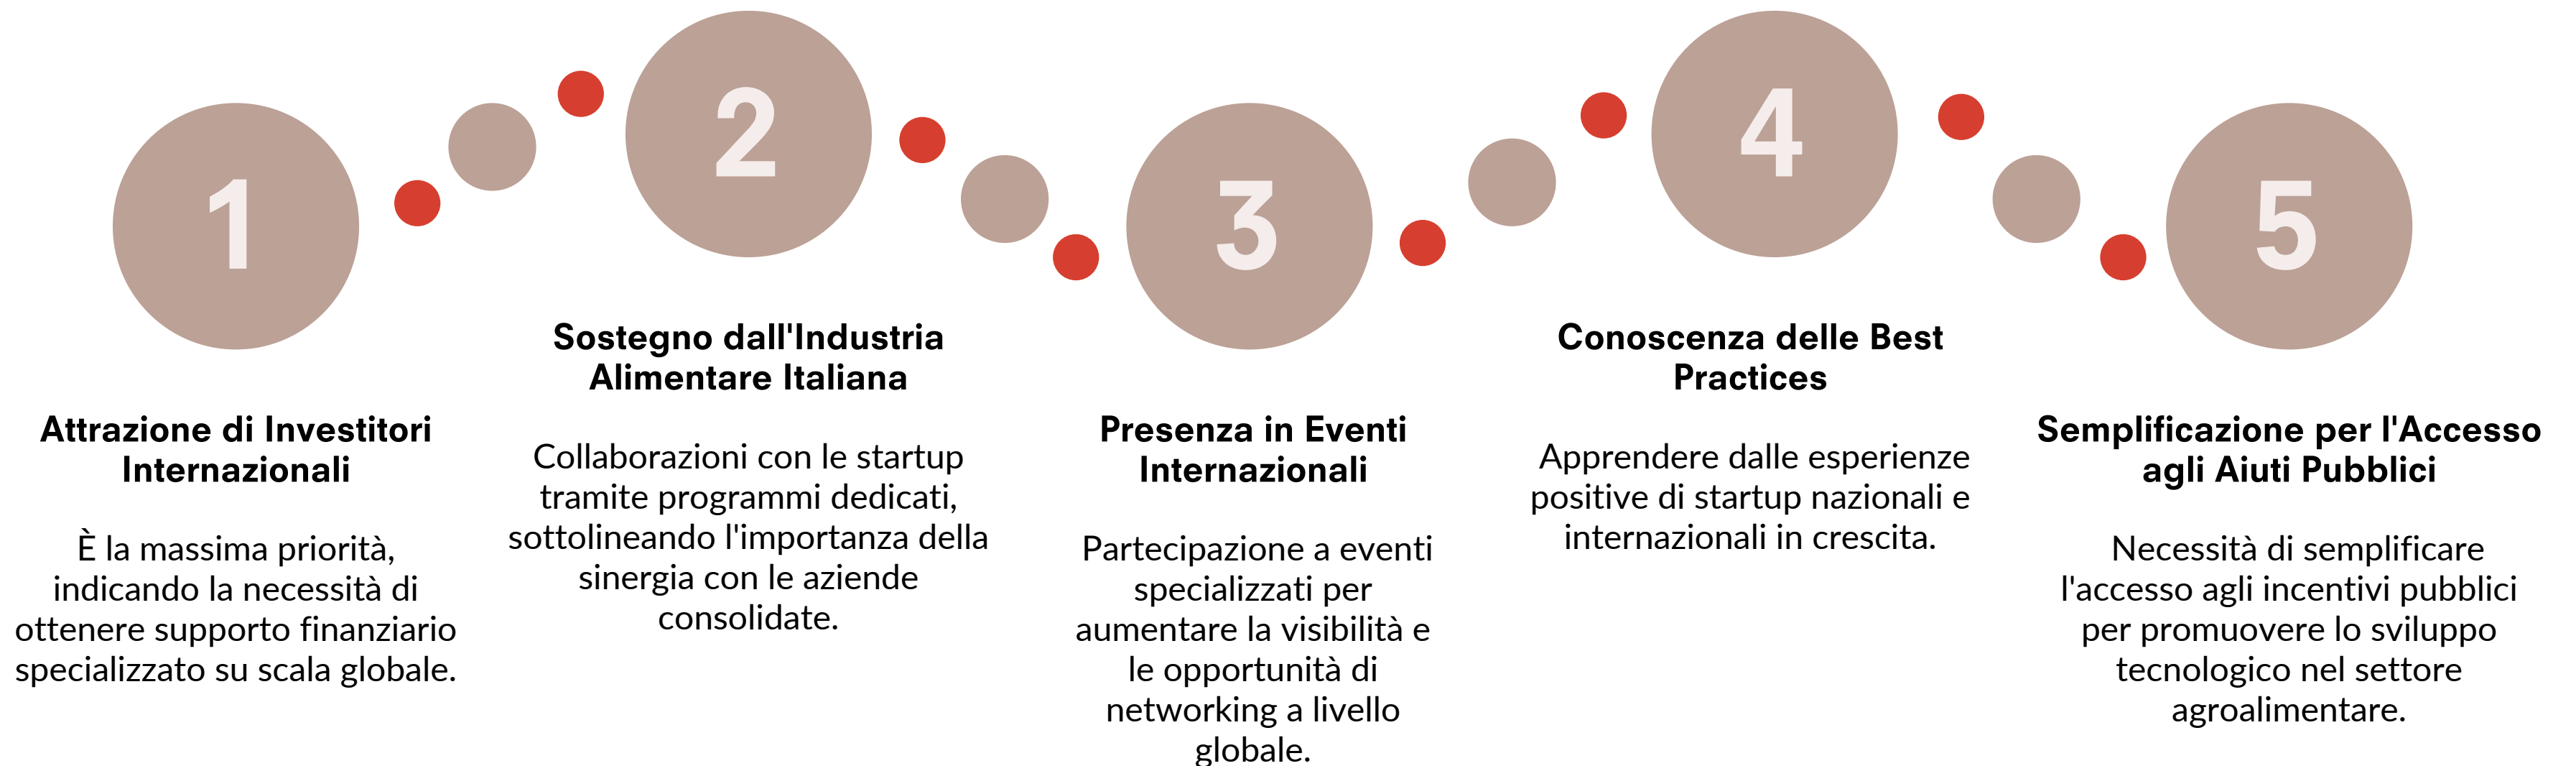 1
Attrazione di Investitori
Internazionali
È la massima priorità,
indicando la necessità di
ottenere supporto finanziario
specializzato su scala globale.
2
Sostegno dall'Industria
Alimentare Italiana
Collaborazioni con le startup
tramite programmi dedicati,
sottolineando l'importanza della
sinergia con le aziende
consolidate.
3
Presenza in Eventi
Internazionali
Partecipazione a eventi
specializzati per
aumentare la visibilità e
le opportunità di
networking a livello
globale.
4
Conoscenza delle Best
Practices
Apprendere dalle esperienze
positive di startup nazionali e
internazionali in crescita.
5
Semplificazione per l'Accesso
agli Aiuti Pubblici
Necessità di semplificare
l'accesso agli incentivi pubblici
per promuovere lo sviluppo
tecnologico nel settore
agroalimentare.